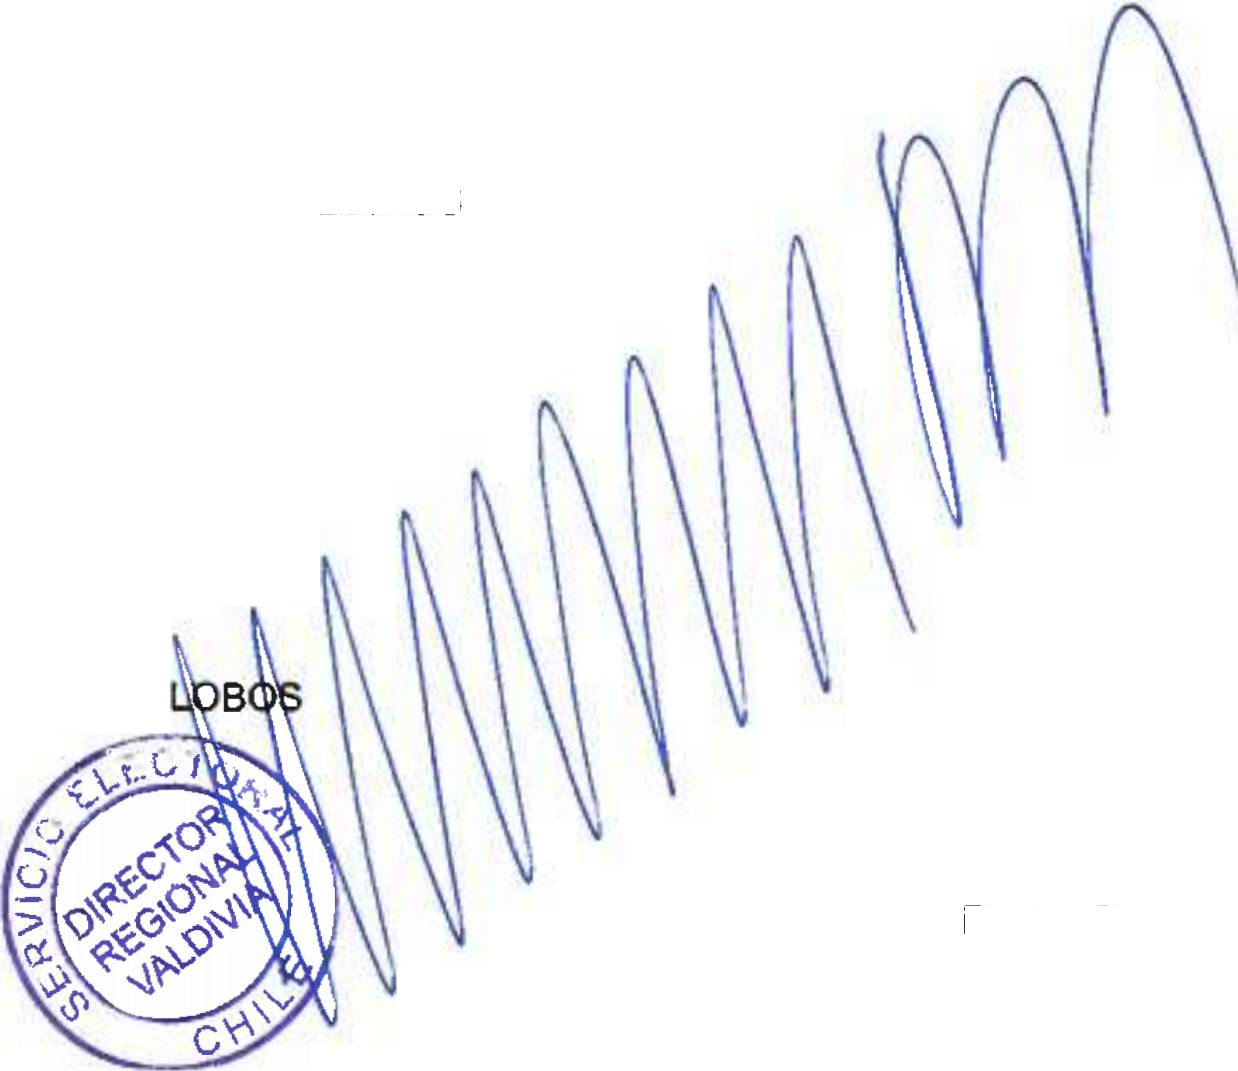 LOBOS
SERVICIO ELECTORAL
DIRECTOR
REGIONAL
VALDIVIA
CHILE